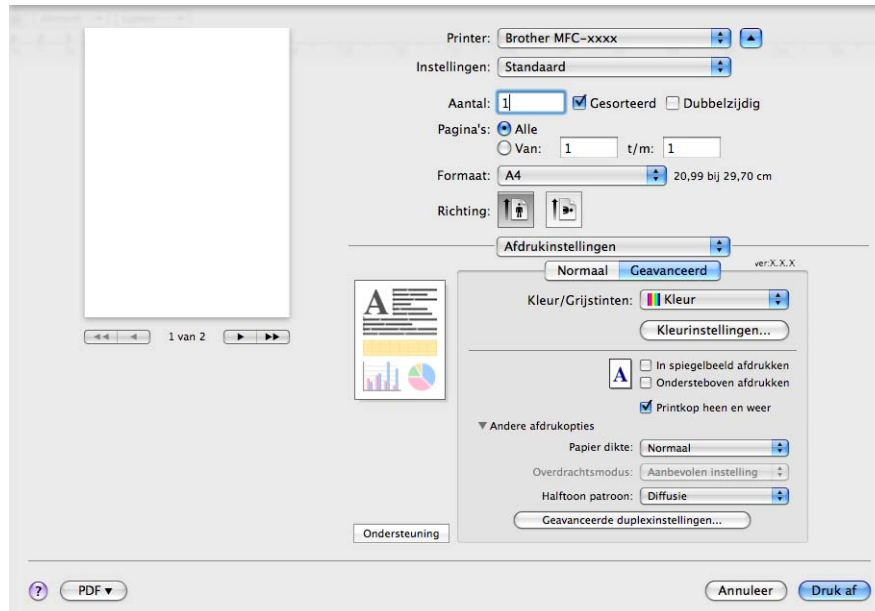 Printer: Brother MFC-xxxx
Instellingen: Standaard
Aantal: 1 Gesorteerd Dubbelzijdig
Pagina's: Alle
Van: 1 t/m: 1
Formaat: A4 20,99 bij 29,70 cm
Richting:
Afdrukinstellingen
Normaal Geavanceerd ver:X.X.X
Kleur/Grijstinten: Kleur
Kleurinstellingen...
1 van 2
A
A
In spiegelbeeld afdrukken
Ondersteboven afdrukken
Printkop heen en weer
Andere afdrukopties
Papier dikte: Normaal
Overdrachtsmodus: Aanbevolen instelling
Halftoon patroon: Diffusie
Geavanceerde duplexinstellingen...
Ondersteuning
? PDF▼ Annuleer Druk af